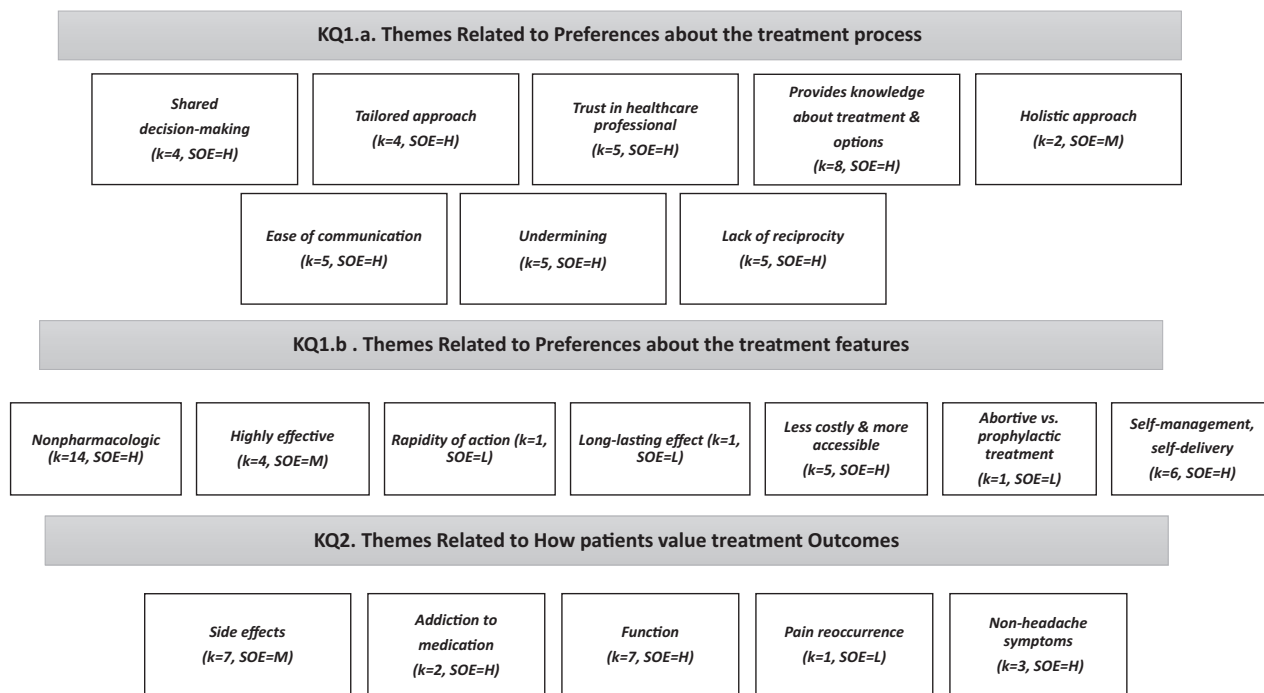 KQ1.a. Themes Related to Preferences about the treatment process
Shared
decision-making
(k=4, SOE=H)
Tailored approach
(k=4, SOE=H)
Trust in healthcare
professional
(k=5, SOE=H)
Provides knowledge
about treatment &
options
(k=8, SOE=H)
Holistic approach
(k=2, SOE=M)
Ease of communication
(k=5, SOE=H)
Undermining
(k=5, SOE=H)
Lack of reciprocity
(k=5, SOE=H)
KQ1.b . Themes Related to Preferences about the treatment features
Nonpharmacologic
(k=14, SOE=H)
Highly effective
(k=4, SOE=M)
Rapidity of action (k=1,
SOE=L)
Long-lasting effect (k=1,
SOE=L)
Less costly & more
accessible
(k=5, SOE=H)
Abortive vs.
prophylactic
treatment
(k=1, SOE=L)
Self-management,
self-delivery
(k=6, SOE=H)
KQ2. Themes Related to How patients value treatment Outcomes
Side effects
(k=7, SOE=M)
Addiction to
medication
(k=2, SOE=H)
Function
(k=7, SOE=H)
Pain reoccurrence
(k=1, SOE=L)
Non-headache
symptoms
(k=3, SOE=H)